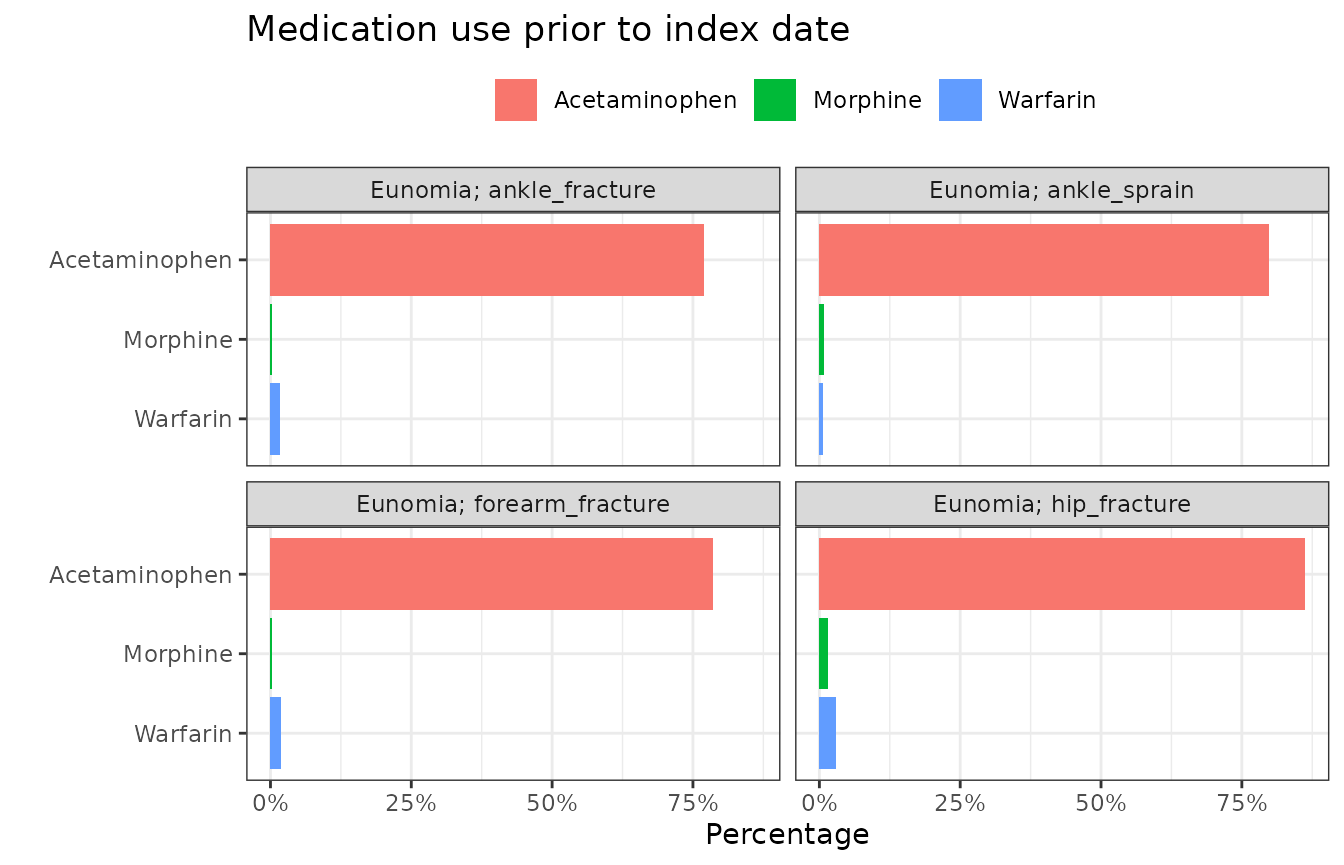 Medication use prior to index date
Acetaminophen Morphine Warfarin
Eunomia; ankle_fracture Eunomia; ankle_sprain
Acetaminophen
Morphine
Warfarin
Eunomia; forearm_fracture Eunomia; hip_fracture
Acetaminophen
Morphine
Warfarin
0% 25% 50% 75% 0% 25% 50% 75%
Percentage